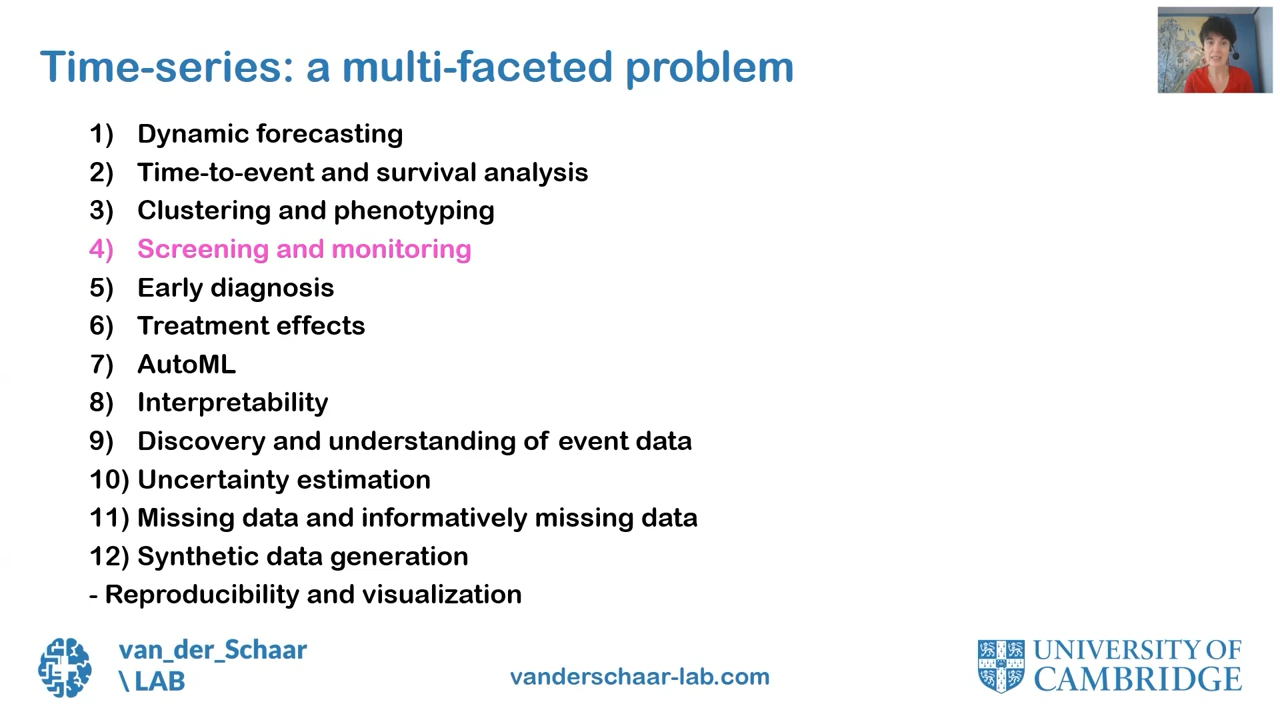 Time-series: a multi-faceted problem
1) Dynamic forecasting
2) Time-to-event and survival analysis
3) Clustering and phenotyping
4) Screening and monitoring
5) Early diagnosis
6) Treatment effects
7) AutoML
8) Interpretability
9) Discovery and understanding of event data
10) Uncertainty estimation
11) Missing data and informatively missing data
12) Synthetic data generation
- Reproducibility and visualization
van_der_Schaar
\ LAB
vanderschaar-lab.com
UNIVERSITY OF
CAMBRIDGE